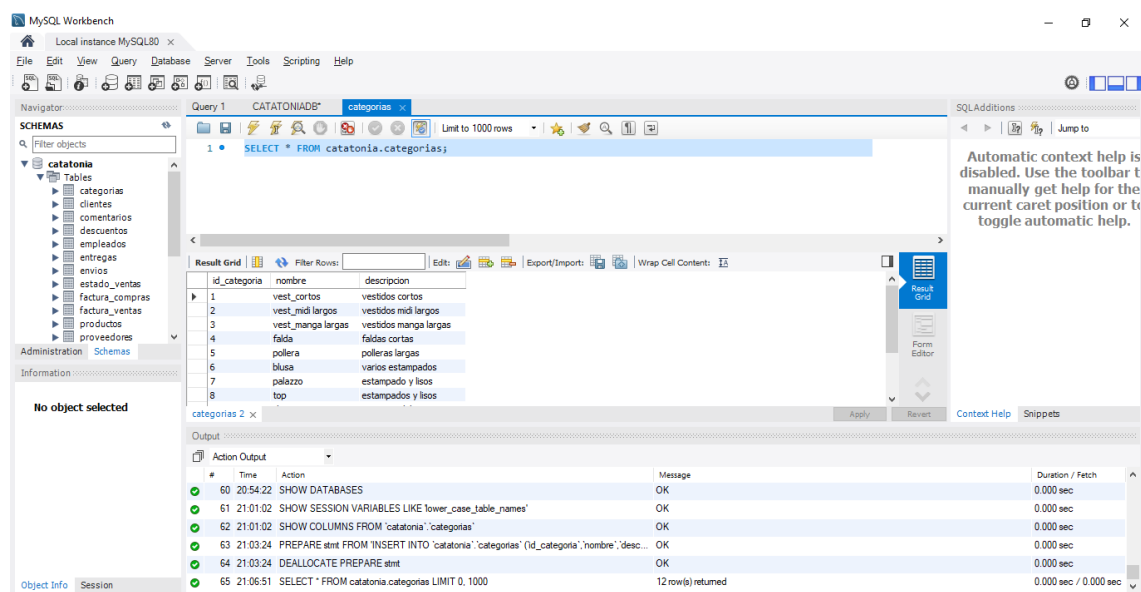 MySQL Workbench
Local instance MySQL80
File Edit View Query Database Server Tools Scripting Help
Navigator
SCHEMAS
Filter objects
catatonia
Tables
categorias
clientes
comentarios
descuentos
empleados
entregas
envios
estado_ventas
factura_compras
factura_ventas
productos
proveedores
Administration Schemas
Information
No object selected
Object Info Session
Query 1 CATATONIADB* categorias
Limit to 1000 rows
1 SELECT * FROM catatonia.categorias;
Result Grid Filter Rows: Edit: Export/Import: Wrap Cell Content:
id_categoria nombre descripcion
1 vest_cortos vestidos cortos
2 vest_midi largos vestidos midi largos
3 vest_manga largas vestidos manga largas
4 falda faldas cortas
5 pollera polleras largas
6 blusa varios estampados
7 palazzo estampado y lisos
8 top estampados y lisos
Result Grid
Form Editor
categorias 2 Apply Revert
SQLAdditions
Jump to
Automatic context help is
disabled. Use the toolbar t
manually get help for the
current caret position or to
toggle automatic help.
Context Help Snippets
Output
Action Output
# Time Action Message Duration / Fetch
60 20:54:22 SHOW DATABASES OK 0.000 sec
61 21:01:02 SHOW SESSION VARIABLES LIKE 'lower_case_table_names' OK 0.000 sec
62 21:01:02 SHOW COLUMNS FROM `catatonia`.`categorias` OK 0.000 sec
63 21:03:24 PREPARE stmt FROM 'INSERT INTO `catatonia`.`categorias` (`id_categoria`,`nombre`,`desc... OK 0.000 sec
64 21:03:24 DEALLOCATE PREPARE stmt OK 0.000 sec
65 21:06:51 SELECT * FROM catatonia.categorias LIMIT 0, 1000 12 row(s) returned 0.000 sec / 0.000 sec